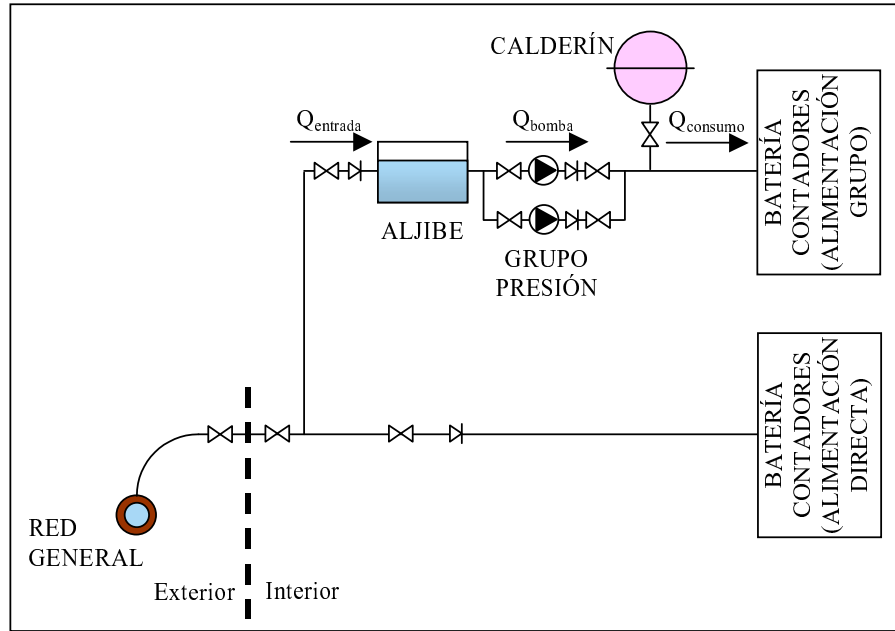 CALDERÍN
Qentrada
Qbomba
Qconsumo
BATERÍA
CONTADORES
(ALIMENTACIÓN
GRUPO)
ALJIBE
GRUPO
PRESIÓN
BATERÍA
CONTADORES
(ALIMENTACIÓN
DIRECTA)
RED
GENERAL
Exterior
Interior